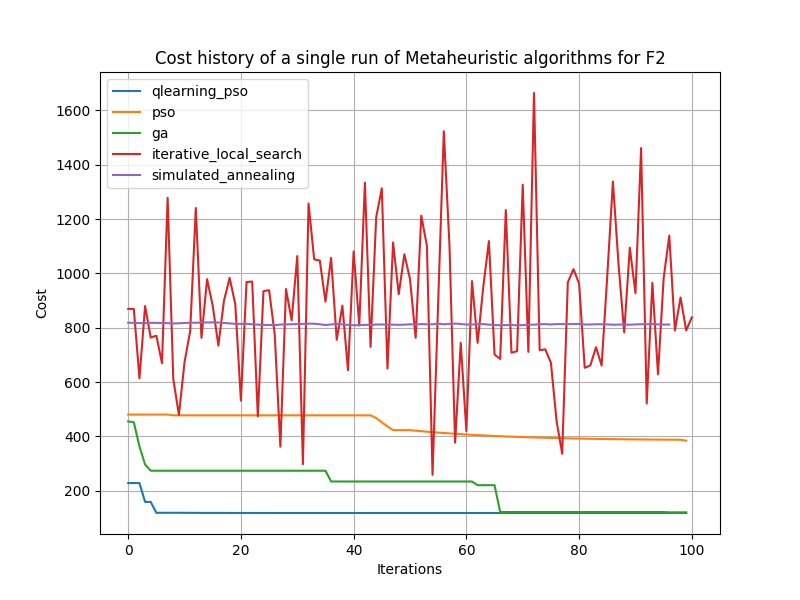 Cost history of a single run of Metaheuristic algorithms for F2
qlearning_pso
pso
ga
iterative_local_search
simulated_annealing
1600
1400
1200
1000
800
600
400
200
Cost
0 20 40 60 80 100
Iterations